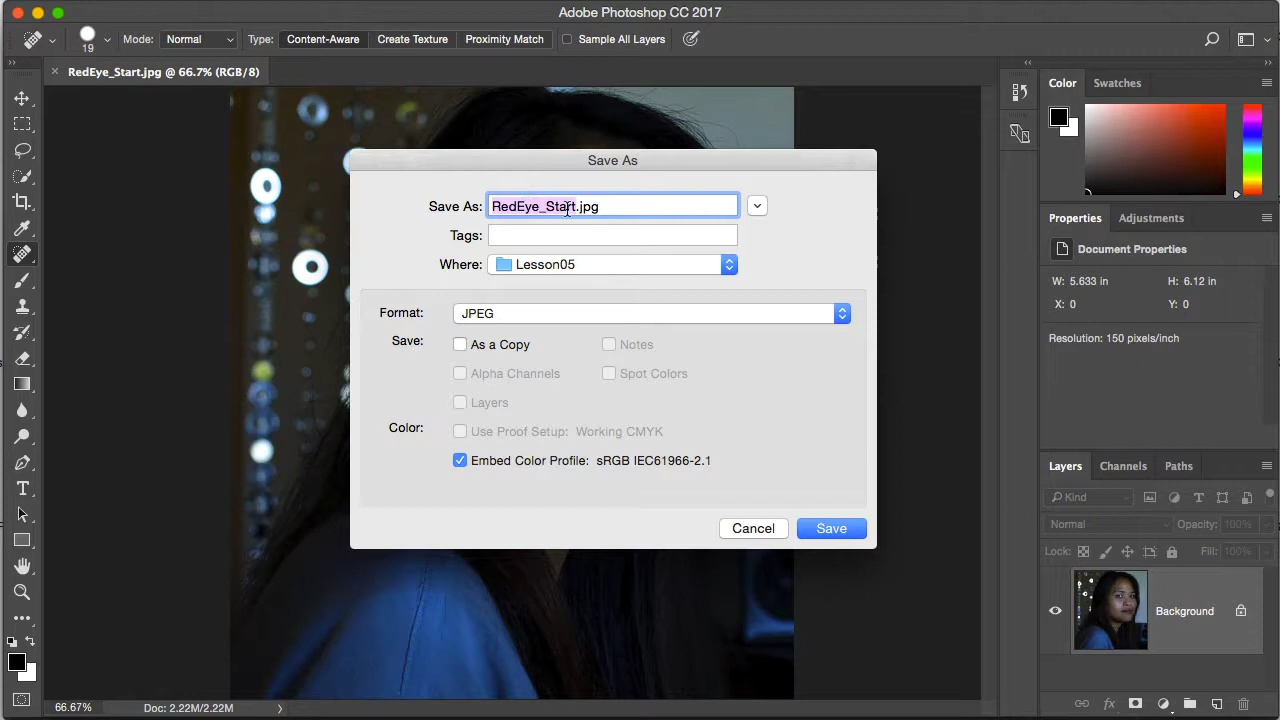 Adobe Photoshop CC 2017
19 Mode: Normal Type: Content-Aware Create Texture Proximity Match Sample All Layers
RedEye_Start.jpg @ 66.7% (RGB/8)
Color Swatches
Save As
Save As: RedEye_Start.jpg
Tags:
Where: Lesson05
Format: JPEG
Save: As a Copy Notes
Alpha Channels Spot Colors
Layers
Color: Use Proof Setup: Working CMYK
Embed Color Profile: sRGB IEC61966-2.1
Cancel Save
Properties Adjustments
Document Properties
W: 5.633 in H: 6.12 in
X: 0 Y: 0
Resolution: 150 pixels/inch
Layers Channels Paths
Kind
Normal Opacity: 100%
Lock: Fill: 100%
Background
66.67% Doc: 2.22M/2.22M